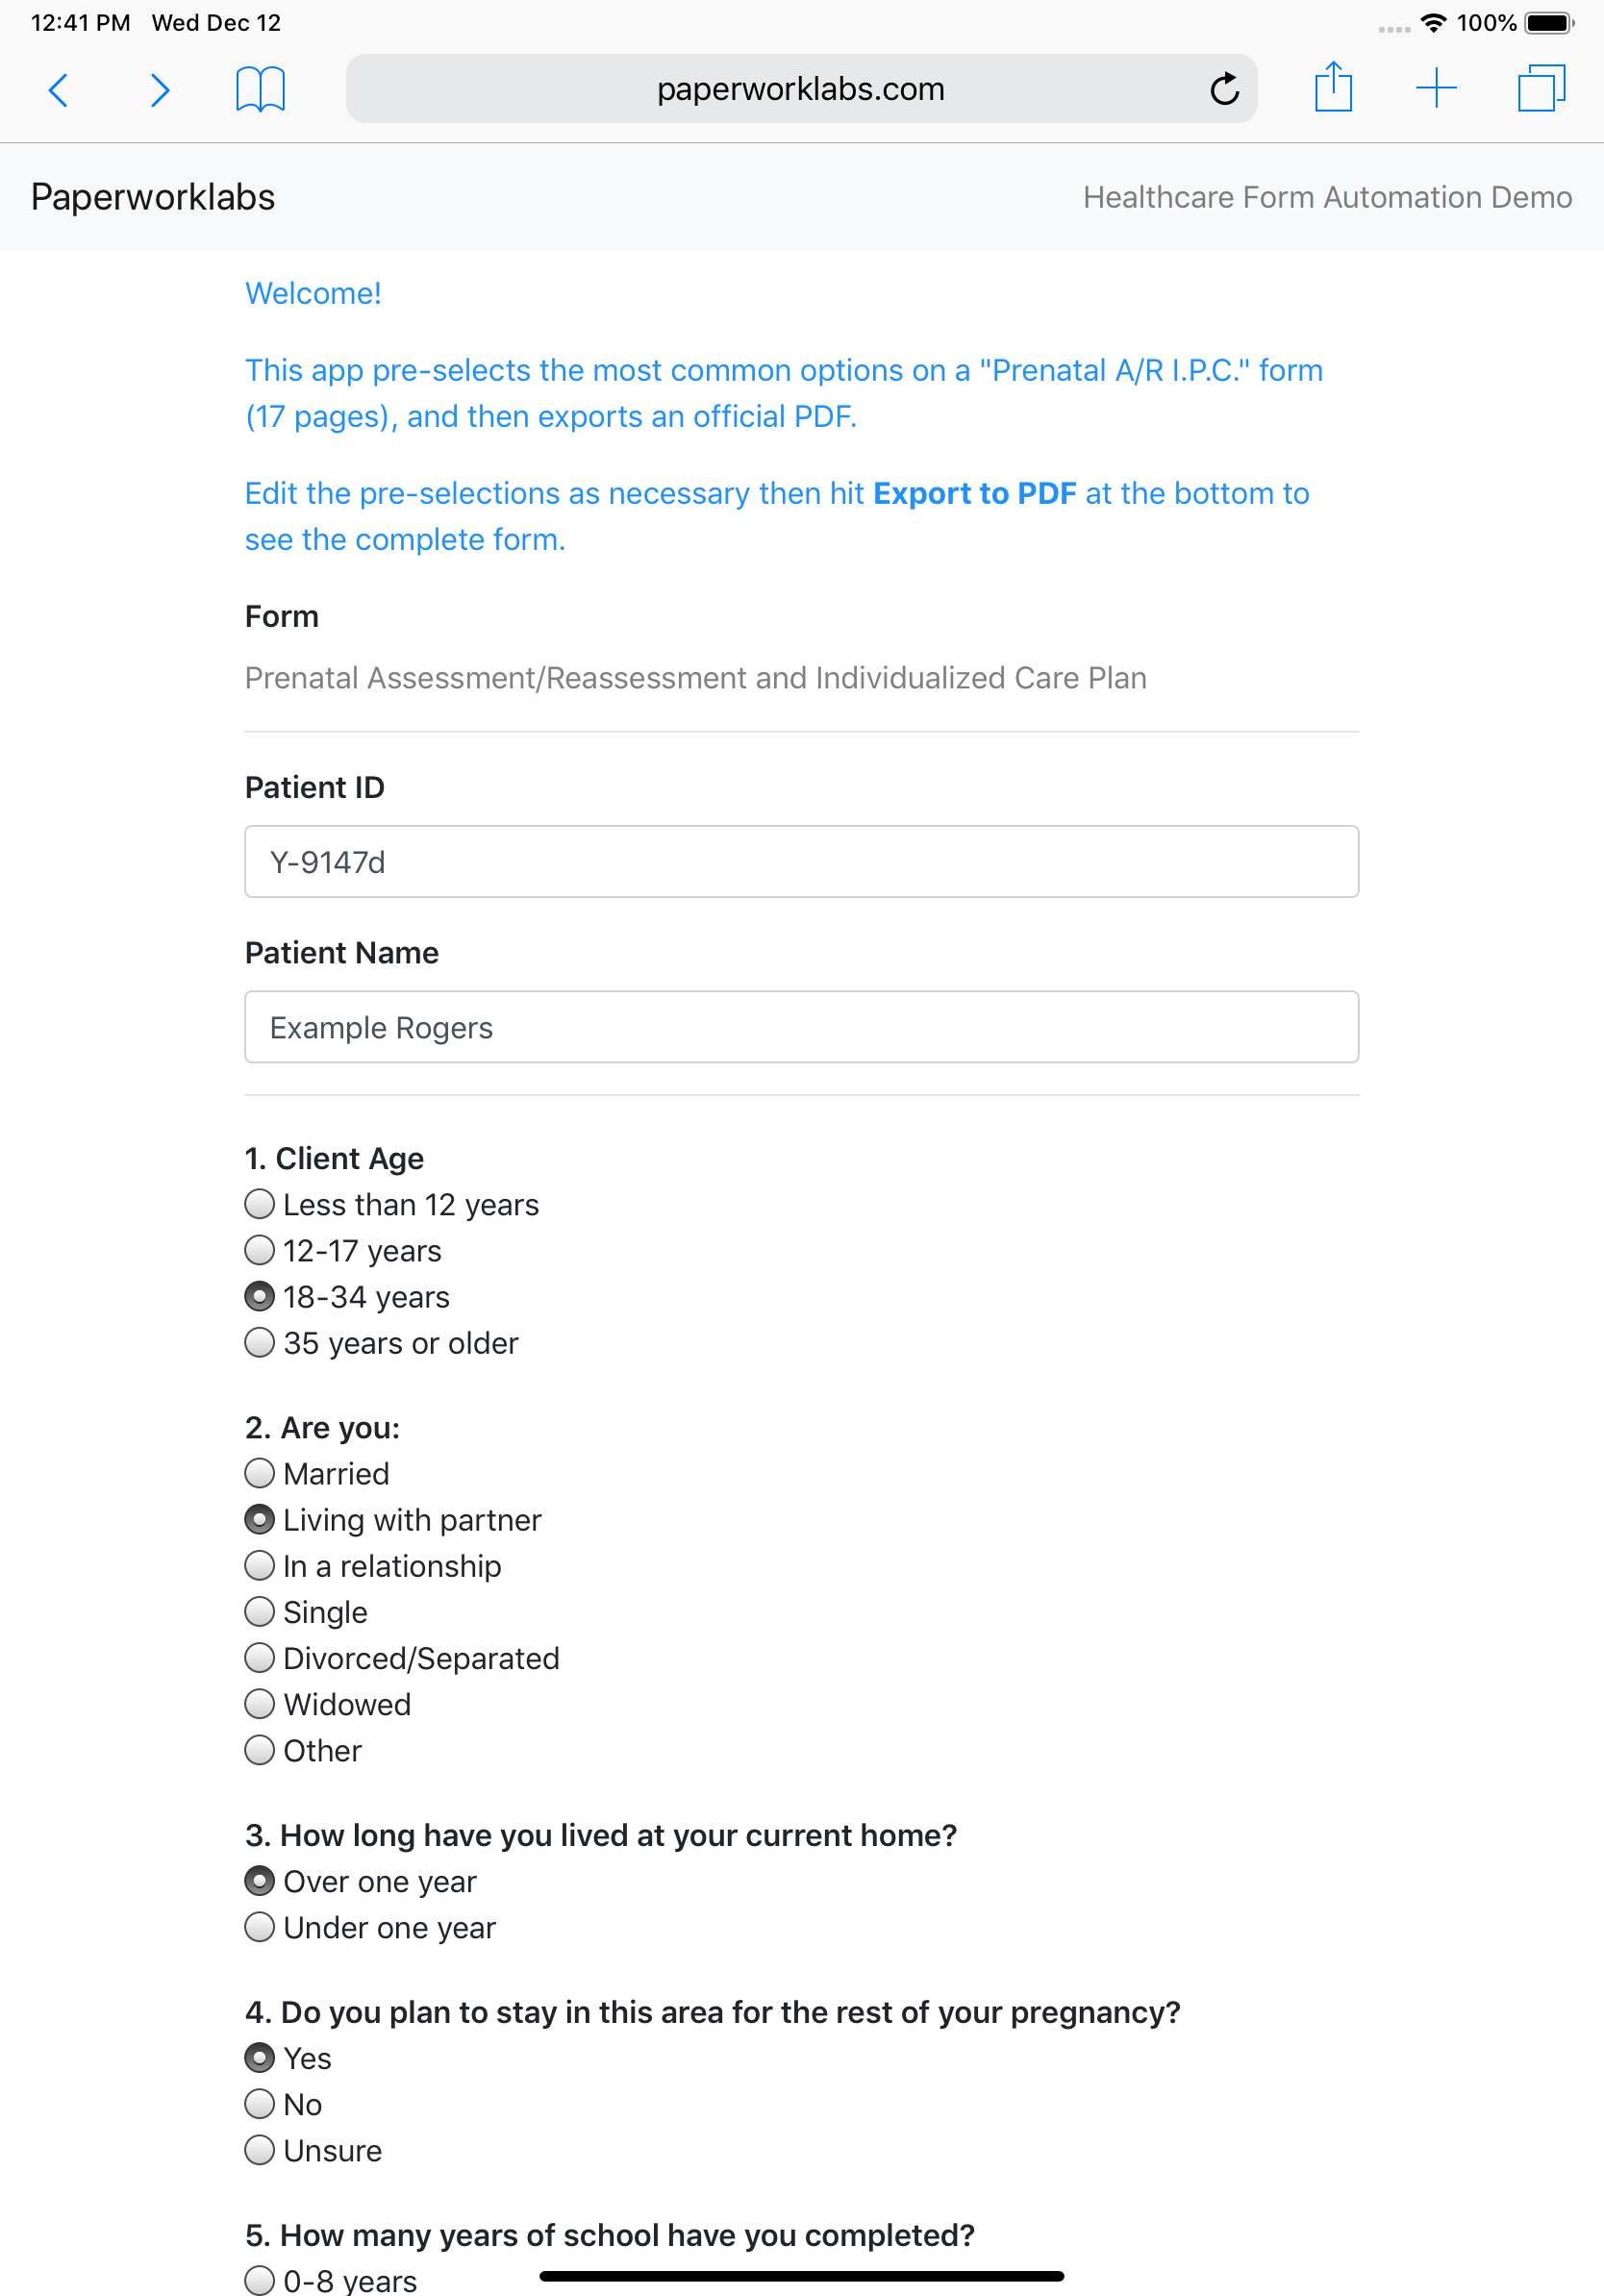 12:41 PM Wed Dec 12
100%
paperworklabs.com
Paperworklabs
Healthcare Form Automation Demo
Welcome!
This app pre-selects the most common options on a "Prenatal A/R I.P.C." form
(17 pages), and then exports an official PDF.
Edit the pre-selections as necessary then hit Export to PDF at the bottom to
see the complete form.
Form
Prenatal Assessment/Reassessment and Individualized Care Plan
Patient ID
Y-9147d
Patient Name
Example Rogers
1. Client Age
Less than 12 years
12-17 years
18-34 years
35 years or older
2. Are you:
Married
Living with partner
In a relationship
Single
Divorced/Separated
Widowed
Other
3. How long have you lived at your current home?
Over one year
Under one year
4. Do you plan to stay in this area for the rest of your pregnancy?
Yes
No
Unsure
5. How many years of school have you completed?
0-8 years